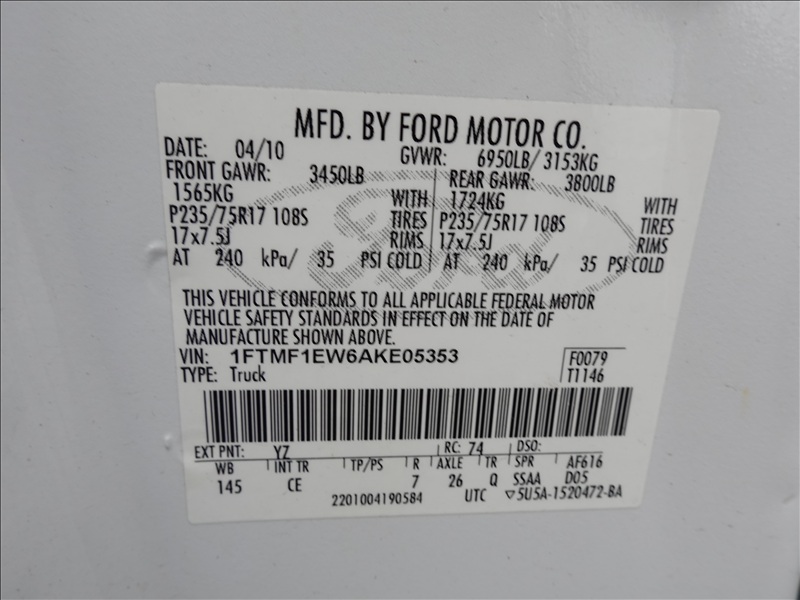 MFD. BY FORD MOTOR CO.
DATE: 04/10 GVWR: 6950LB/ 3153KG
FRONT GAWR: 3450LB REAR GAWR: 3800LB
1565KG WITH 1724KG WITH
P235/75R17 108S TIRES P235/75R17 108S TIRES
17x7.5J RIMS 17x7.5J RIMS
AT 240 kPa/ 35 PSI COLD AT 240 kPa/ 35 PSI COLD
Ford
THIS VEHICLE CONFORMS TO ALL APPLICABLE FEDERAL MOTOR
VEHICLE SAFETY STANDARDS IN EFFECT ON THE DATE OF
MANUFACTURE SHOWN ABOVE.
VIN: 1FTMF1EW6AKE05353 F0079
TYPE: Truck T1146
EXT PNT: YZ RC: 74 DSO:
WB INT TR TP/PS R AXLE TR SPR AF616
145 CE 7 26 Q SSAA D05
2201004190584 UTC ▽5U5A-1520472-BA